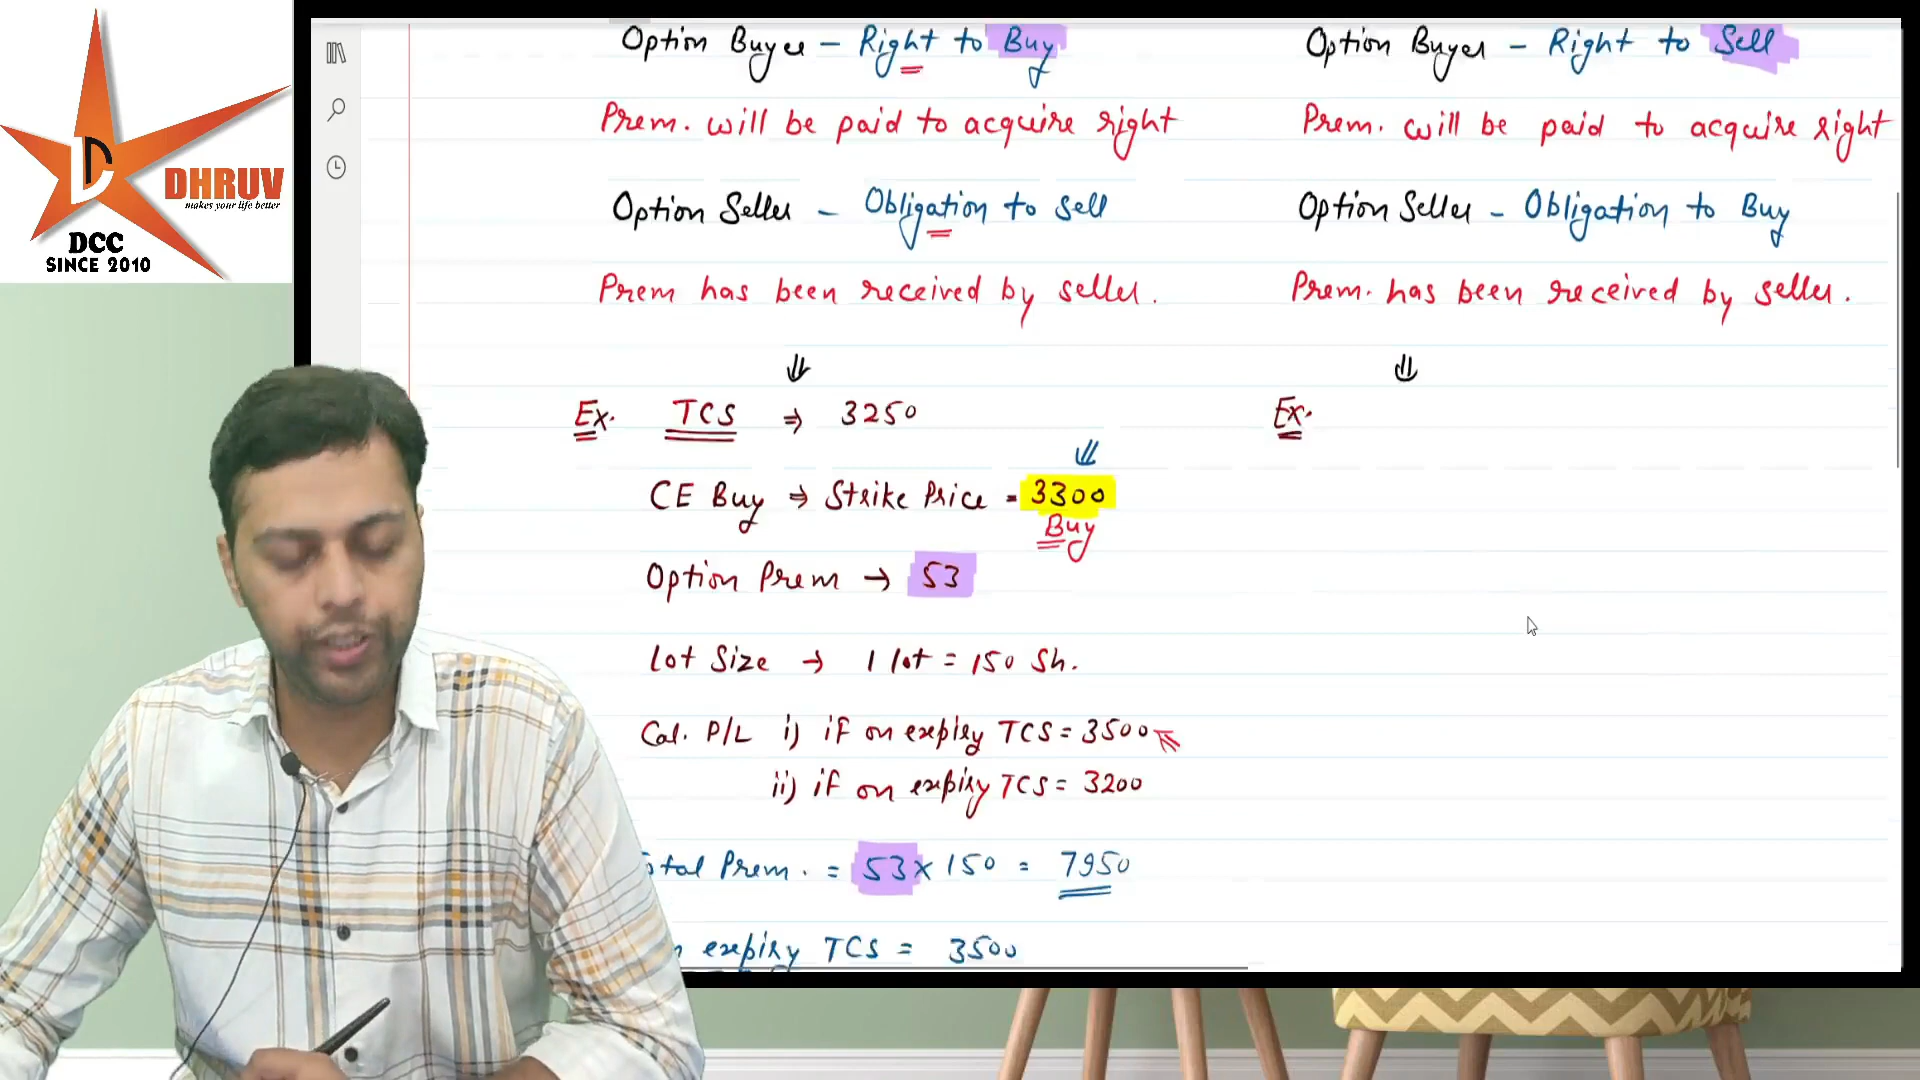 DHRUV
makes your life better
DCC
SINCE 2010
Option Buyer - Right to Buy
Prem. will be paid to acquire right
Option Seller - Obligation to Sell
Prem has been received by seller.
Ex. TCS ⇒ 3250
CE Buy ⇒ Strike Price = 3300
Buy
Option Prem → 53
Lot Size → 1 lot = 150 Sh.
Cal. P/L i) if on expiry TCS = 3500
ii) if on expiry TCS = 3200
otal Prem. = 53 x 150 = 7950
n expiry TCS = 3500
Option Buyer - Right to Sell
Prem. will be paid to acquire right
Option Seller - Obligation to Buy
Prem. has been received by seller.
Ex.